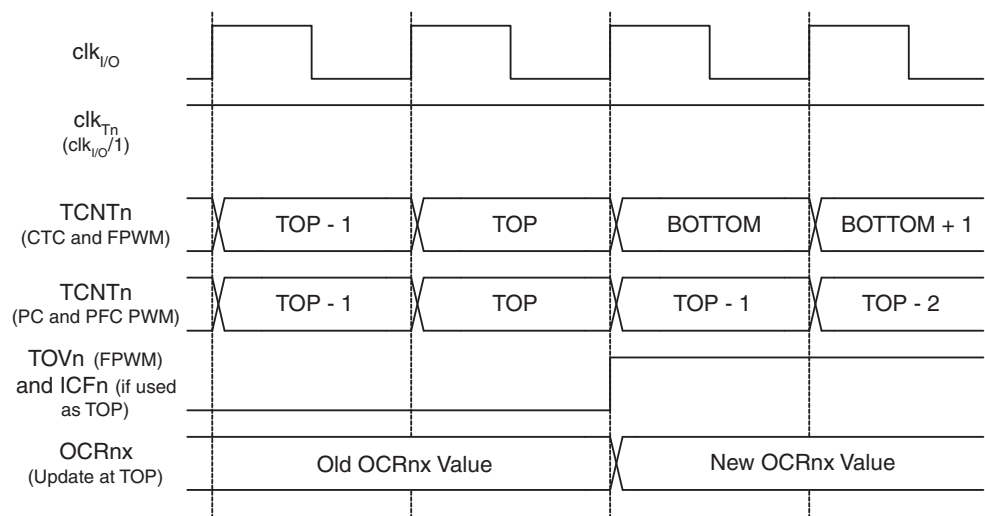 clkI/O
clkTn
(clkI/O/1)
TCNTn
(CTC and FPWM)
TOP - 1 TOP BOTTOM BOTTOM + 1
TCNTn
(PC and PFC PWM)
TOP - 1 TOP TOP - 1 TOP - 2
TOVn (FPWM)
and ICFn (if used
as TOP)
OCRnx
(Update at TOP)
Old OCRnx Value New OCRnx Value